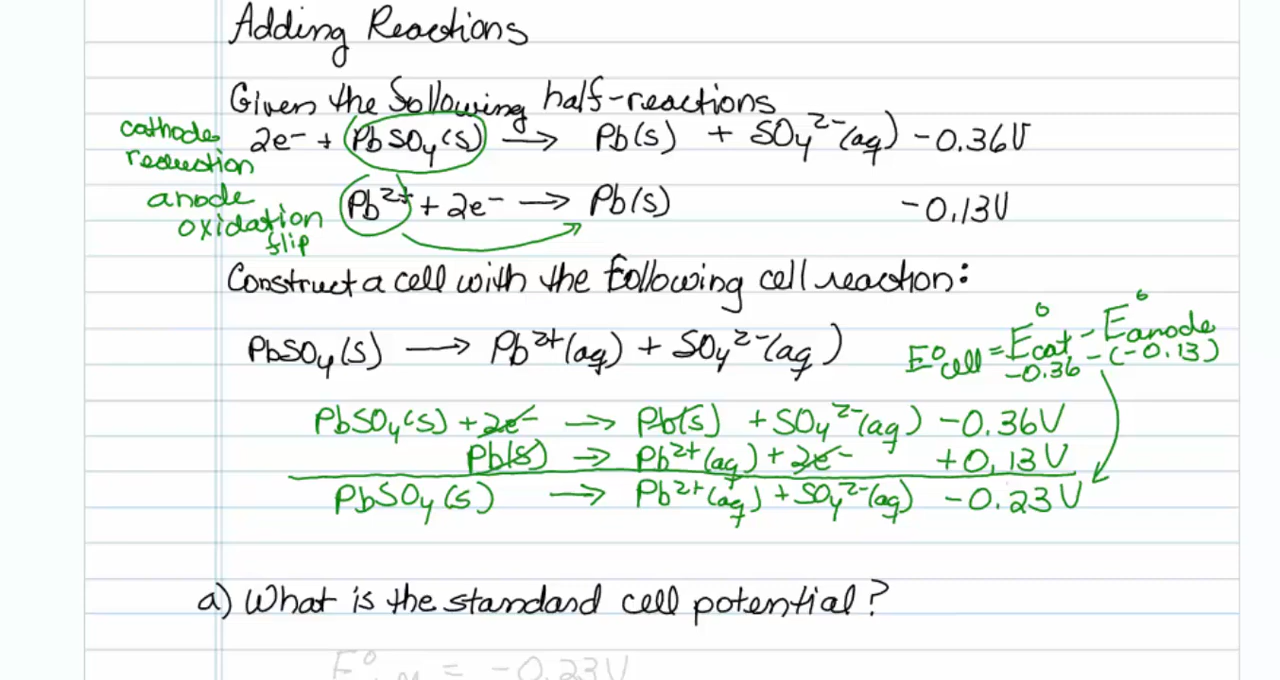 Adding Reactions
Given the following half-reactions
cathode reduction
2e⁻ + PbSO₄(s) → Pb(s) + SO₄²⁻(aq) -0.36V
anode oxidation flip
Pb²⁺ + 2e⁻ → Pb(s) -0.13V
Construct a cell with the following cell reaction:
PbSO₄(s) → Pb²⁺(aq) + SO₄²⁻(aq)
E°cell = E°cat - E°anode
-0.36 - (-0.13)
PbSO₄(s) + 2e⁻ → Pb(s) + SO₄²⁻(aq) -0.36V
Pb(s) → Pb²⁺(aq) + 2e⁻ +0.13V
PbSO₄(s) → Pb²⁺(aq) + SO₄²⁻(aq) -0.23V
a) What is the standard cell potential?
= -0.23V